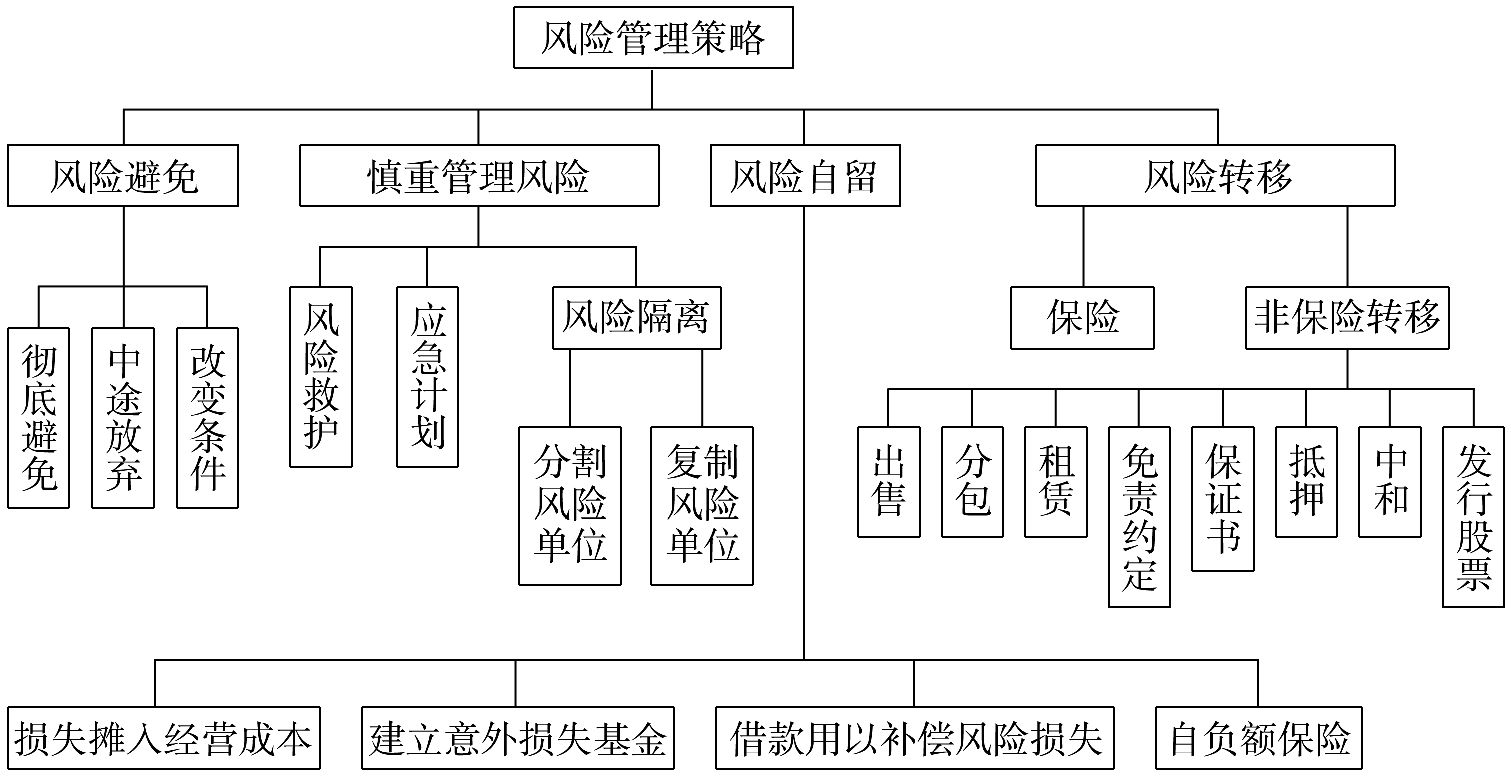 风险管理策略
风险避免
慎重管理风险
风险自留
风险转移
彻底避免
中途放弃
改变条件
风险救护
应急计划
风险隔离
分割
风险
单位
复制
风险
单位
保险
非保险转移
出售
分包
租赁
免责约定
保证书
抵押
中和
发行股票
损失摊入经营成本
建立意外损失基金
借款用以补偿风险损失
自负额保险